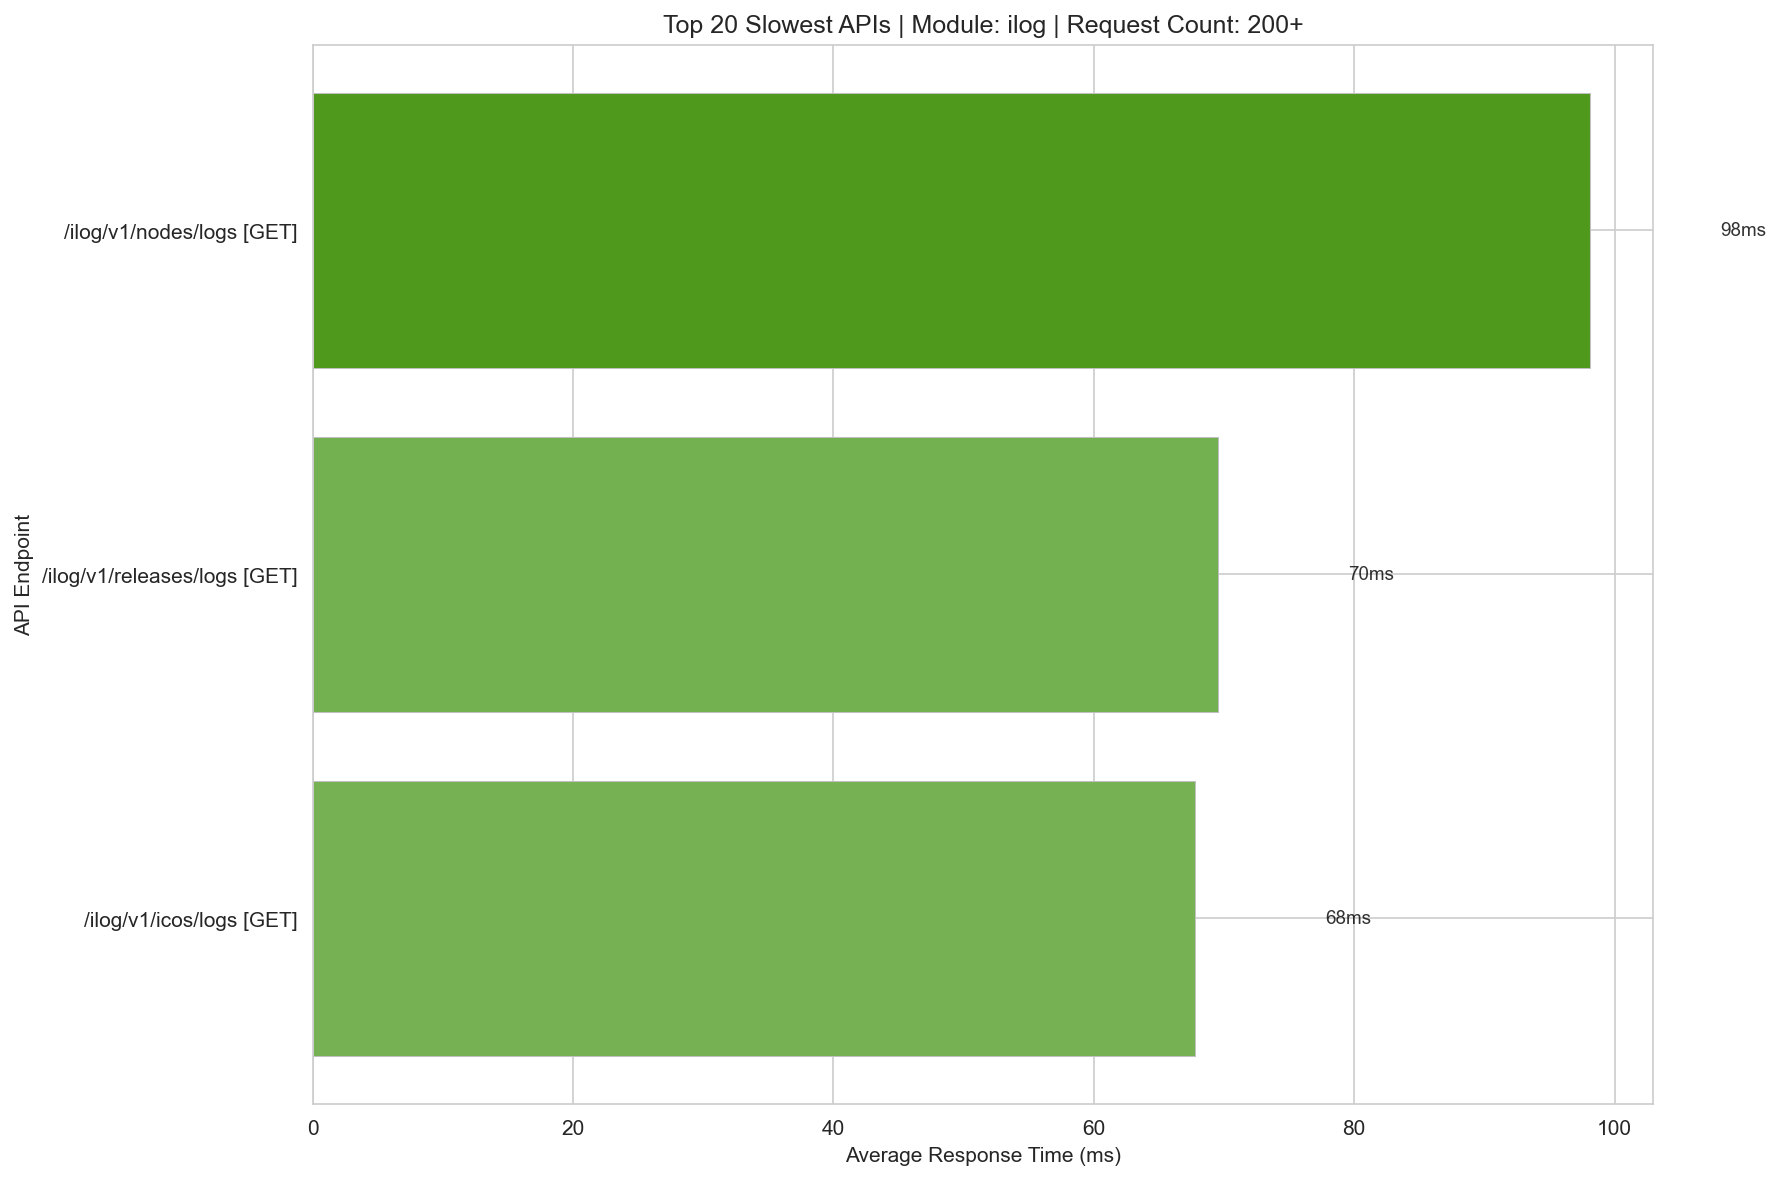 Top 20 Slowest APIs | Module: ilog | Request Count: 200+
/ilog/v1/nodes/logs [GET]
98ms
/ilog/v1/releases/logs [GET]
70ms
/ilog/v1/icos/logs [GET]
68ms
API Endpoint
0 20 40 60 80 100
Average Response Time (ms)